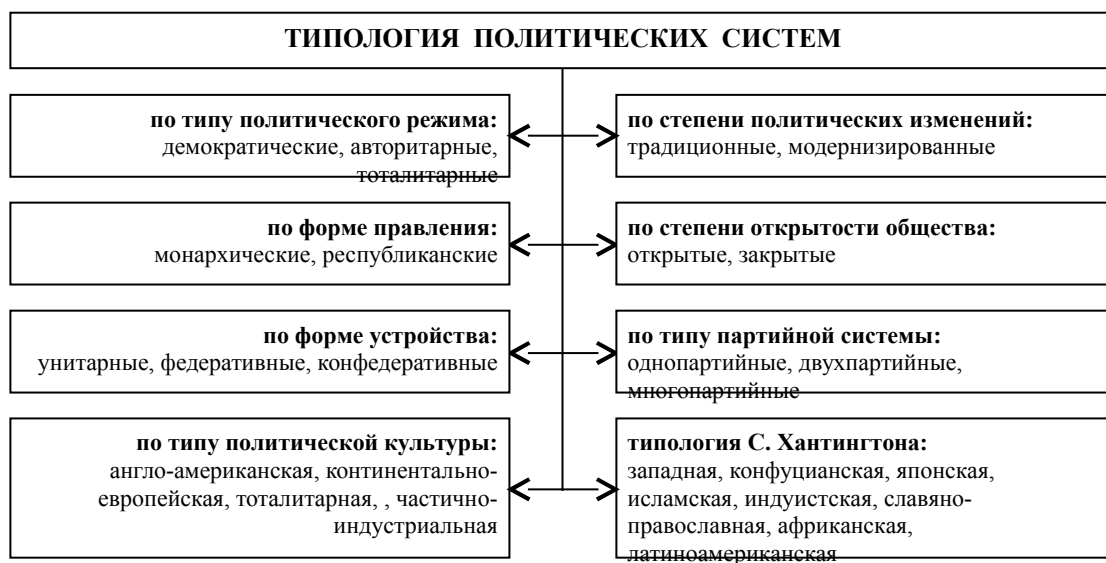 ТИПОЛОГИЯ ПОЛИТИЧЕСКИХ СИСТЕМ
по типу политического режима:
демократические, авторитарные,
тоталитарные
по степени политических изменений:
традиционные, модернизированные
по форме правления:
монархические, республиканские
по степени открытости общества:
открытые, закрытые
по форме устройства:
унитарные, федеративные, конфедеративные
по типу партийной системы:
однопартийные, двухпартийные,
многопартийные
по типу политической культуры:
англо-американская, континентально-
европейская, тоталитарная, , частично-
индустриальная
типология С. Хантингтона:
западная, конфуцианская, японская,
исламская, индуистская, славяно-
православная, африканская,
латиноамериканская